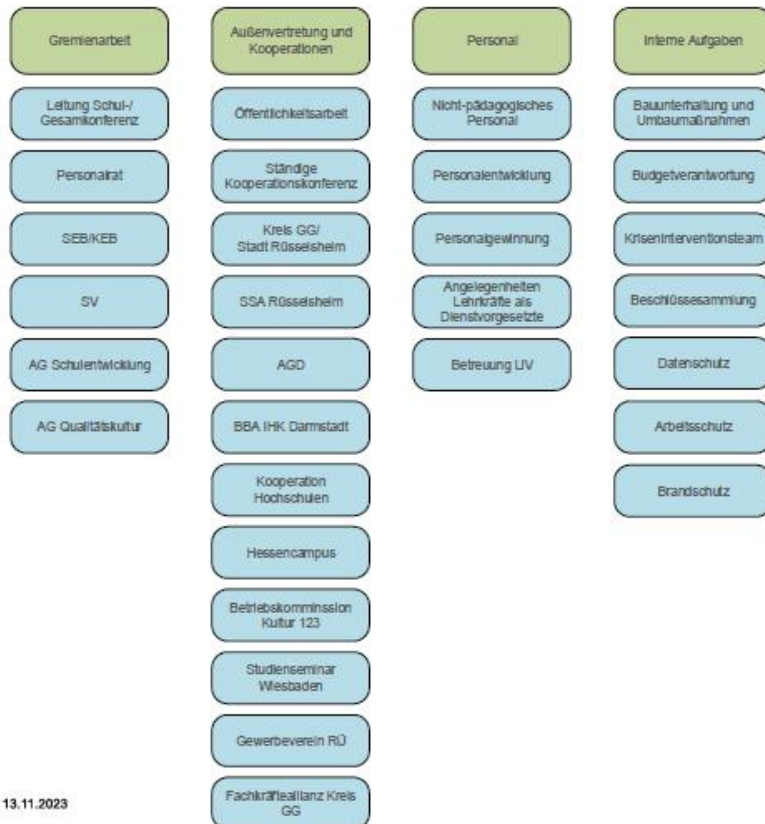 Gremienarbeit
Leitung Schul-/
Gesamkonferenz
Personalrat
SEB/KEB
SV
AG Schulentwicklung
AG Qualitätskultur
Außenvertretung und
Kooperationen
Öffentlichkeitsarbeit
Ständige
Kooperationskonferenz
Kreis GG/
Stadt Rüsselsheim
SSA Rüsselsheim
AGD
BBA IHK Darmstadt
Kooperation
Hochschulen
Hessencampus
Betriebskomminssion
Kultur 123
Studienseminar
Wiesbaden
Gewerbeverein RÜ
Fachkräfteallianz Kreis
GG
Personal
Nicht-pädagogisches
Personal
Personalentwicklung
Personalgewinnung
Angelegenheiten
Lehrkräfte als
Dienstvorgesetzte
Betreuung LIV
Interne Aufgaben
Bauunterhaltung und
Umbaumaßnahmen
Budgetverantwortung
Kriseninterventionsteam
Beschlüssesammlung
Datenschutz
Arbeitsschutz
Brandschutz
13.11.2023